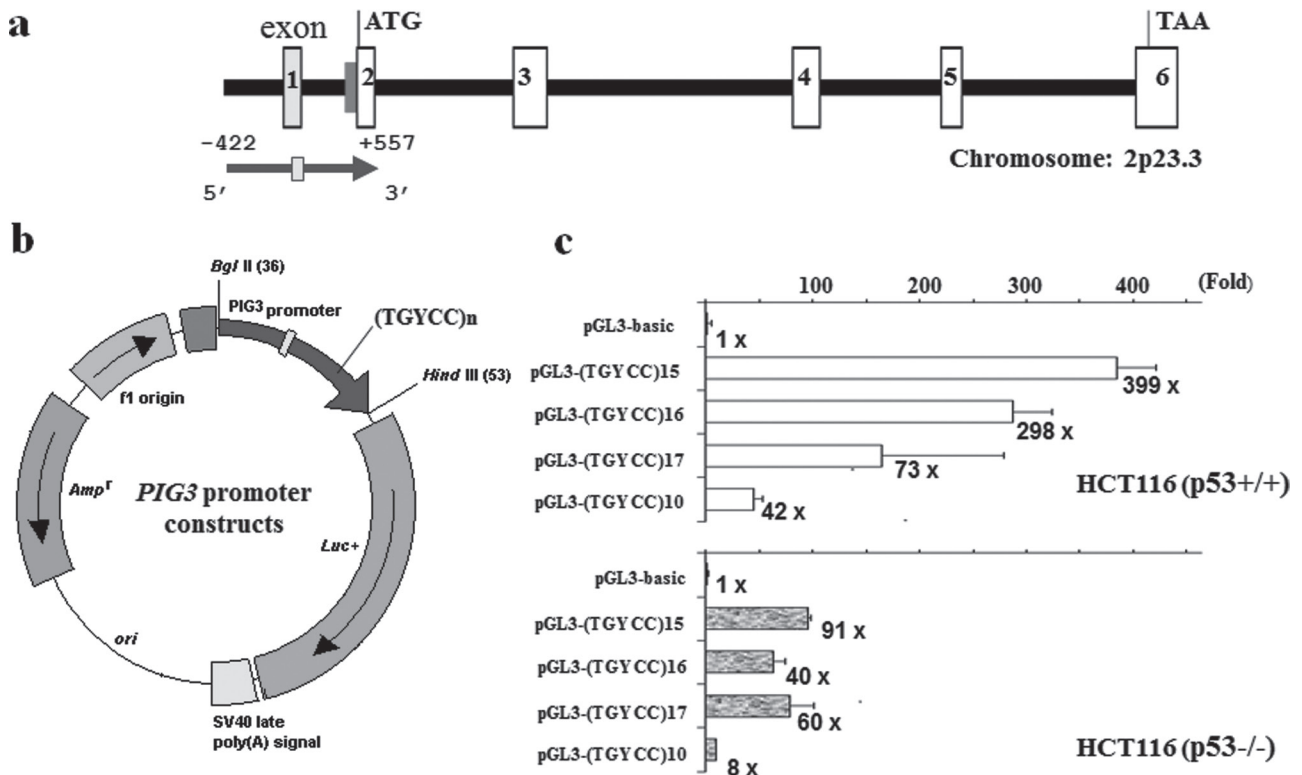 a
exon
ATG
TAA
1
2
3
4
5
6
-422
+557
5'
3'
Chromosome: 2p23.3
b
Bgl II (36)
PIG3 promoter
(TGYCC)n
Hind III (53)
f1 origin
Amp r
PIG3 promoter
constructs
Luc+
ori
SV40 late
poly(A) signal
c
100 200 300 400 (Fold)
pGL3-basic
1 x
pGL3-(TGYCC)15
399 x
pGL3-(TGYCC)16
298 x
pGL3-(TGYCC)17
73 x
pGL3-(TGYCC)10
42 x
HCT116 (p53+/+)
pGL3-basic
1 x
pGL3-(TGYCC)15
91 x
pGL3-(TGYCC)16
40 x
pGL3-(TGYCC)17
60 x
pGL3-(TGYCC)10
8 x
HCT116 (p53-/-)